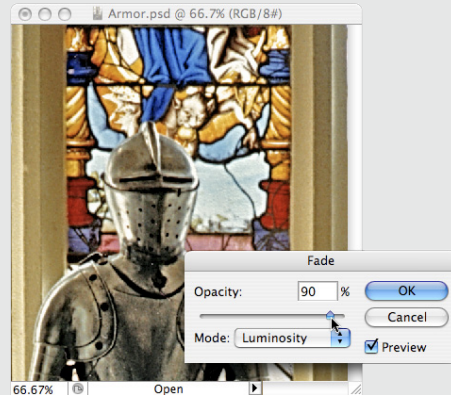 Armor.psd @ 66.7% (RGB/8#)
Fade
Opacity: 90 % OK
Cancel
Mode: Luminosity
Preview
66.67% Open